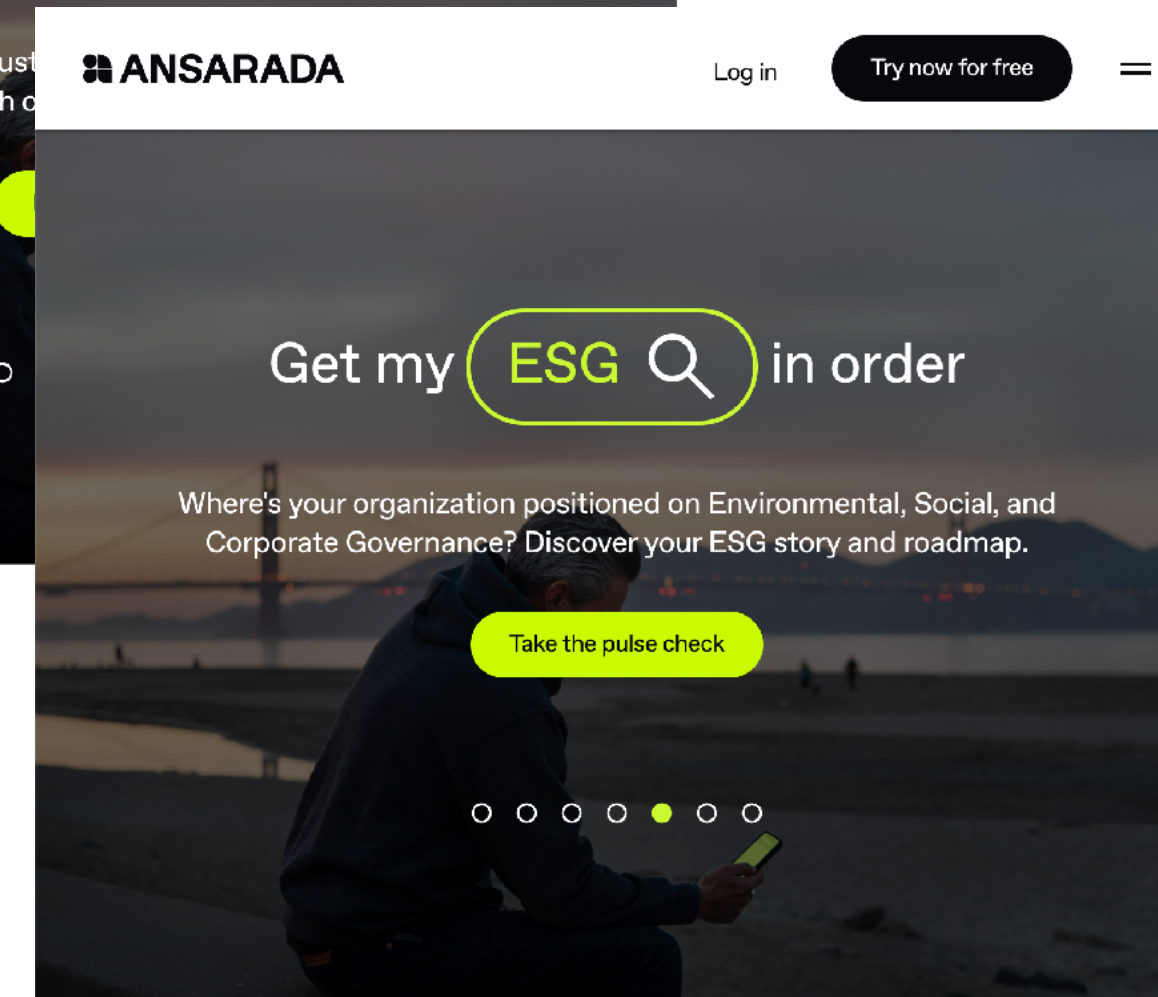 ANSARADA
Log in
Try now for free
Get my ESG in order
Where's your organization positioned on Environmental, Social, and
Corporate Governance? Discover your ESG story and roadmap.
Take the pulse check